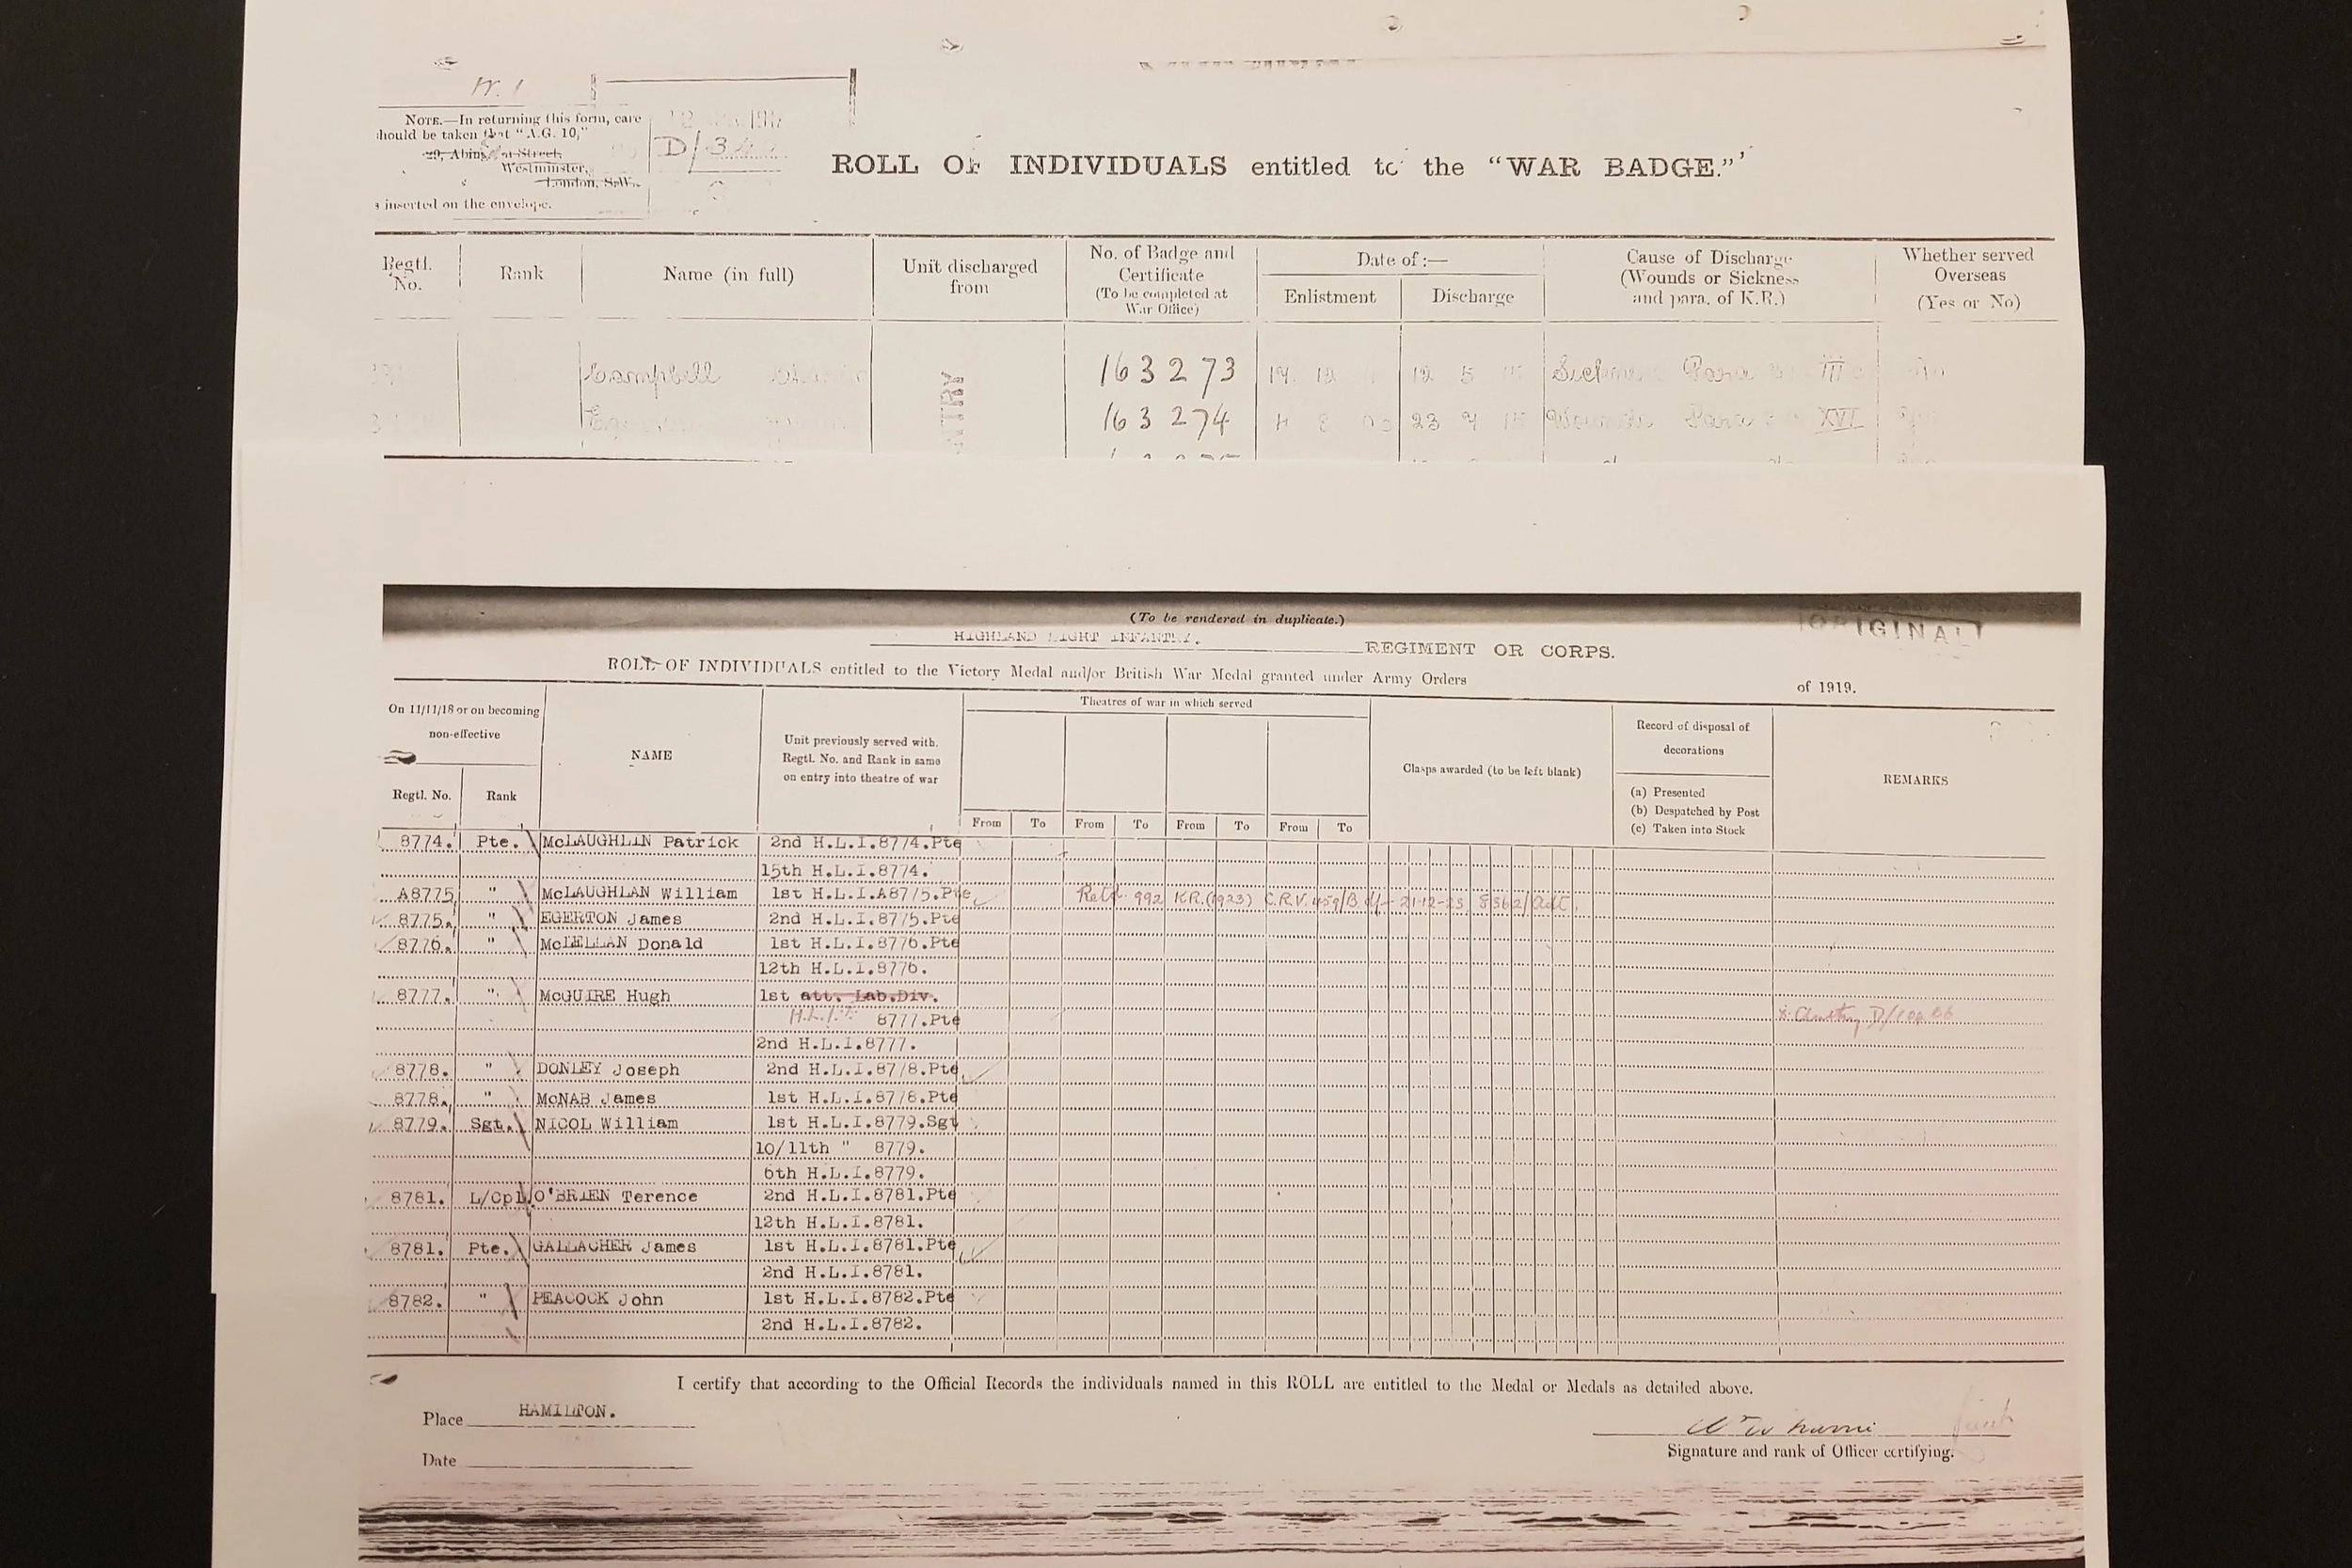 NOTE.—In returning this form, care
should be taken that "A.G. 10,"
Westminster,
London, S.W.
inserted on the envelope.
D/3
ROLL OF INDIVIDUALS entitled to the "WAR BADGE."
Regtl. No. Rank Name (in full) Unit discharged from No. of Badge and Certificate (To be completed at War Office) Date of:— Enlistment Discharge Cause of Discharge (Wounds or Sickness and para. of K.R.) Whether served Overseas (Yes or No)
Campbell 163273 12 5 Para III
163274 23 9 Para XVI
(To be rendered in duplicate.)
ORIGINAL
HIGHLAND LIGHT INFANTRY. REGIMENT OR CORPS.
ROLL OF INDIVIDUALS entitled to the Victory Medal and/or British War Medal granted under Army Orders of 1919.
On 11/11/18 or on becoming non-effective
Regtl. No. Rank
NAME
Unit previously served with. Regtl. No. and Rank in same on entry into theatre of war
Theatres of war in which served
From To From To From To From To
Clasps awarded (to be left blank)
Record of disposal of decorations
(a) Presented
(b) Despatched by Post
(c) Taken into Stock
REMARKS
8774. Pte. McLAUGHLIN Patrick 2nd H.L.I.8774.Pte
15th H.L.I.8774.
A8775 " McLAUGHLAN William 1st H.L.I.A8775.Pte Retd. 992 KR.(1923)
8775. " EGERTON James 2nd H.L.I.8775.Pte
8776. " McLELLAN Donald 1st H.L.I.8776.Pte
12th H.L.I.8776.
8777. " McGUIRE Hugh 1st att. Lab.Div.
H.L.I. 8777.Pte
2nd H.L.I.8777.
8778. " DONLEY Joseph 2nd H.L.I.8778.Pte
8778. " McNAB James 1st H.L.I.8778.Pte
8779. Sgt. NICOL William 1st H.L.I.8779.Sgt
10/11th " 8779.
6th H.L.I.8779.
8781. L/Cpl. O'BRIEN Terence 2nd H.L.I.8781.Pte
12th H.L.I.8781.
8781. Pte. GALLAGHER James 1st H.L.I.8781.Pte
2nd H.L.I.8781.
8782. " PEACOCK John 1st H.L.I.8782.Pte
2nd H.L.I.8782.
I certify that according to the Official Records the individuals named in this ROLL are entitled to the Medal or Medals as detailed above.
Place HAMILTON.
Signature and rank of Officer certifying.
Date